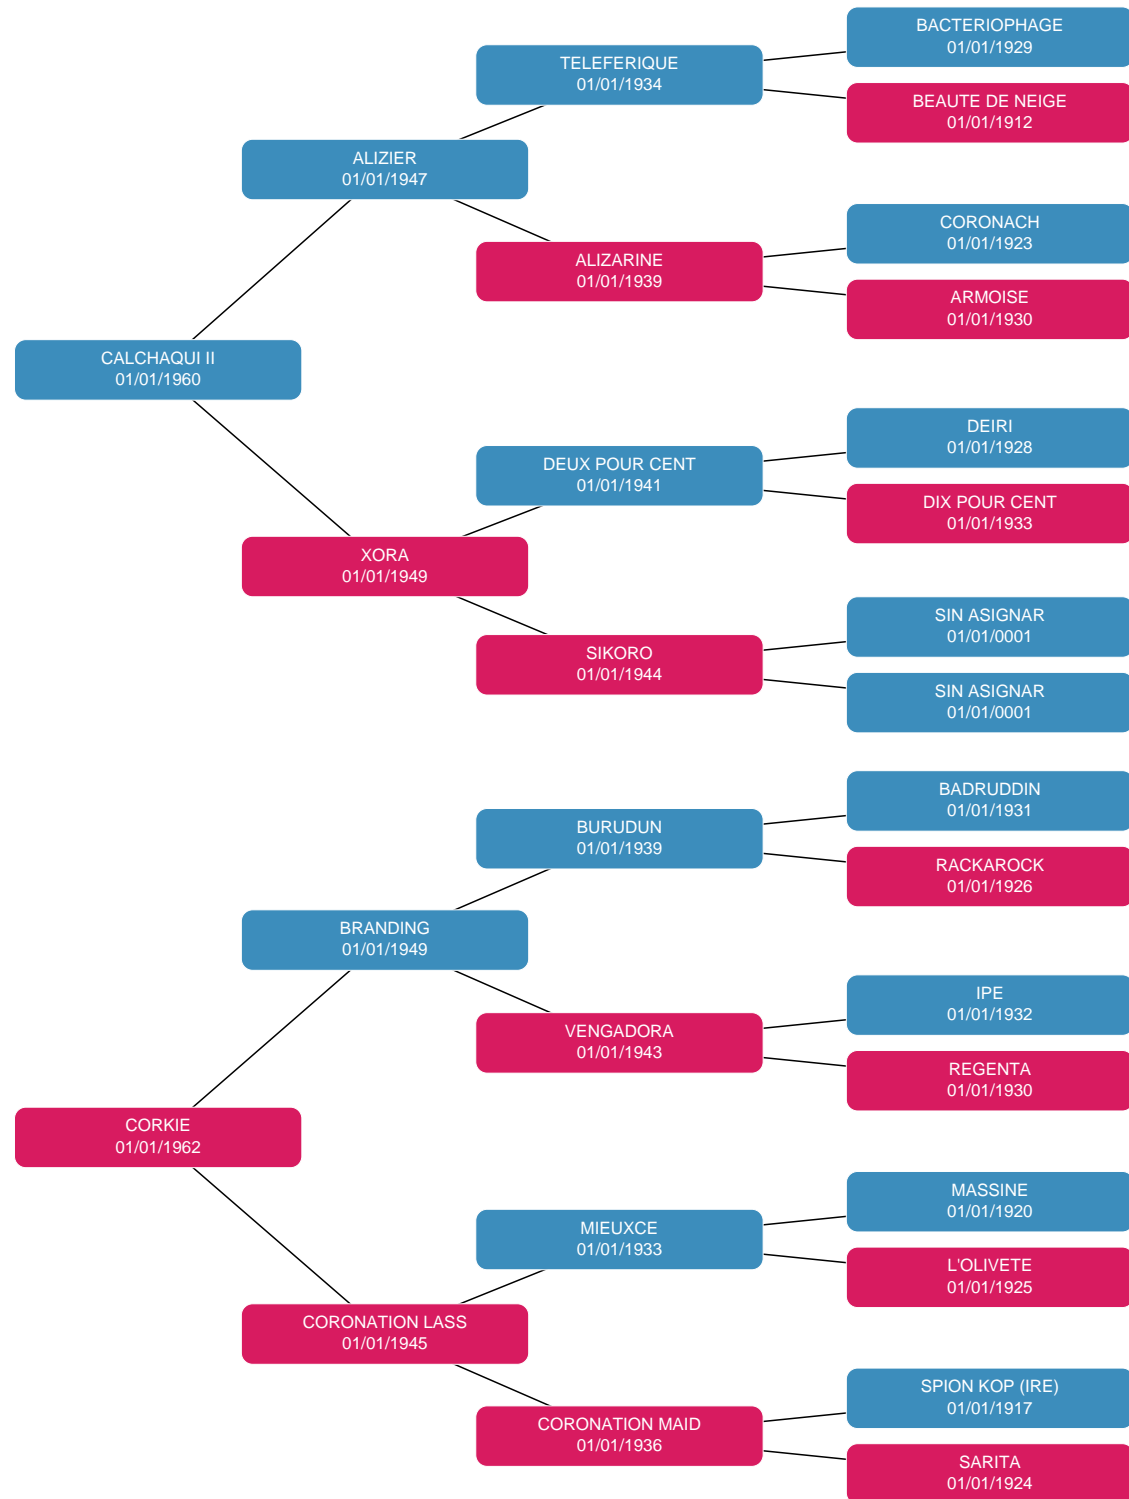 BACTERIOPHAGE
01/01/1929
TELEFERIQUE
01/01/1934
BEAUTE DE NEIGE
01/01/1912
ALIZIER
01/01/1947
CORONACH
01/01/1923
ALIZARINE
01/01/1939
ARMOISE
01/01/1930
CALCHAQUI II
01/01/1960
DEIRI
01/01/1928
DEUX POUR CENT
01/01/1941
DIX POUR CENT
01/01/1933
XORA
01/01/1949
SIN ASIGNAR
01/01/0001
SIKORO
01/01/1944
SIN ASIGNAR
01/01/0001
BADRUDDIN
01/01/1931
BURUDUN
01/01/1939
RACKAROCK
01/01/1926
BRANDING
01/01/1949
IPE
01/01/1932
VENGADORA
01/01/1943
REGENTA
01/01/1930
CORKIE
01/01/1962
MASSINE
01/01/1920
MIEUXCE
01/01/1933
L'OLIVETE
01/01/1925
CORONATION LASS
01/01/1945
SPION KOP (IRE)
01/01/1917
CORONATION MAID
01/01/1936
SARITA
01/01/1924